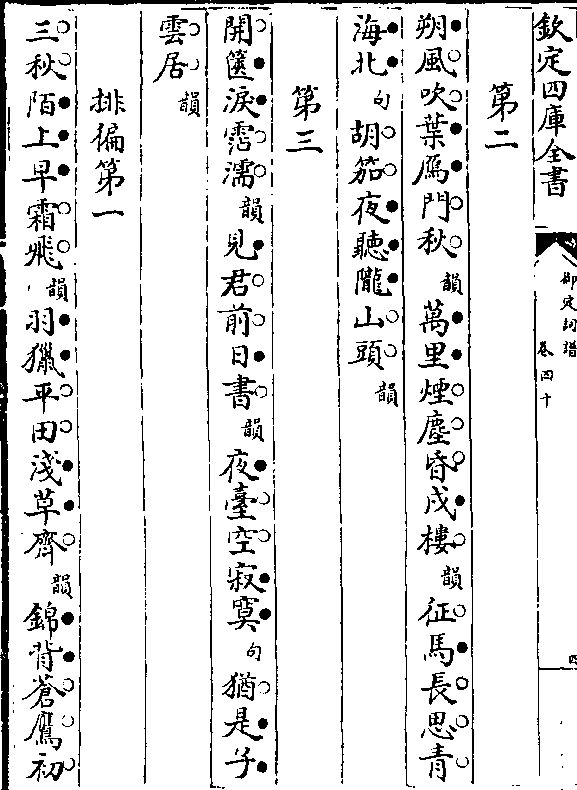 欽定四庫全書
御定詞譜
卷四十
四
第二
朔風吹葉鴈門秋韻萬里煙塵昏戍樓韻征馬長思青
海北句胡笳夜聽隴山頭韻
第三
開篋淚霑濡韻見君前日書韻夜臺空寂寞句猶是子
雲居韻
排徧第一
三秋陌上早霜飛韻羽獵平田淺草齊韻錦背蒼鷹初